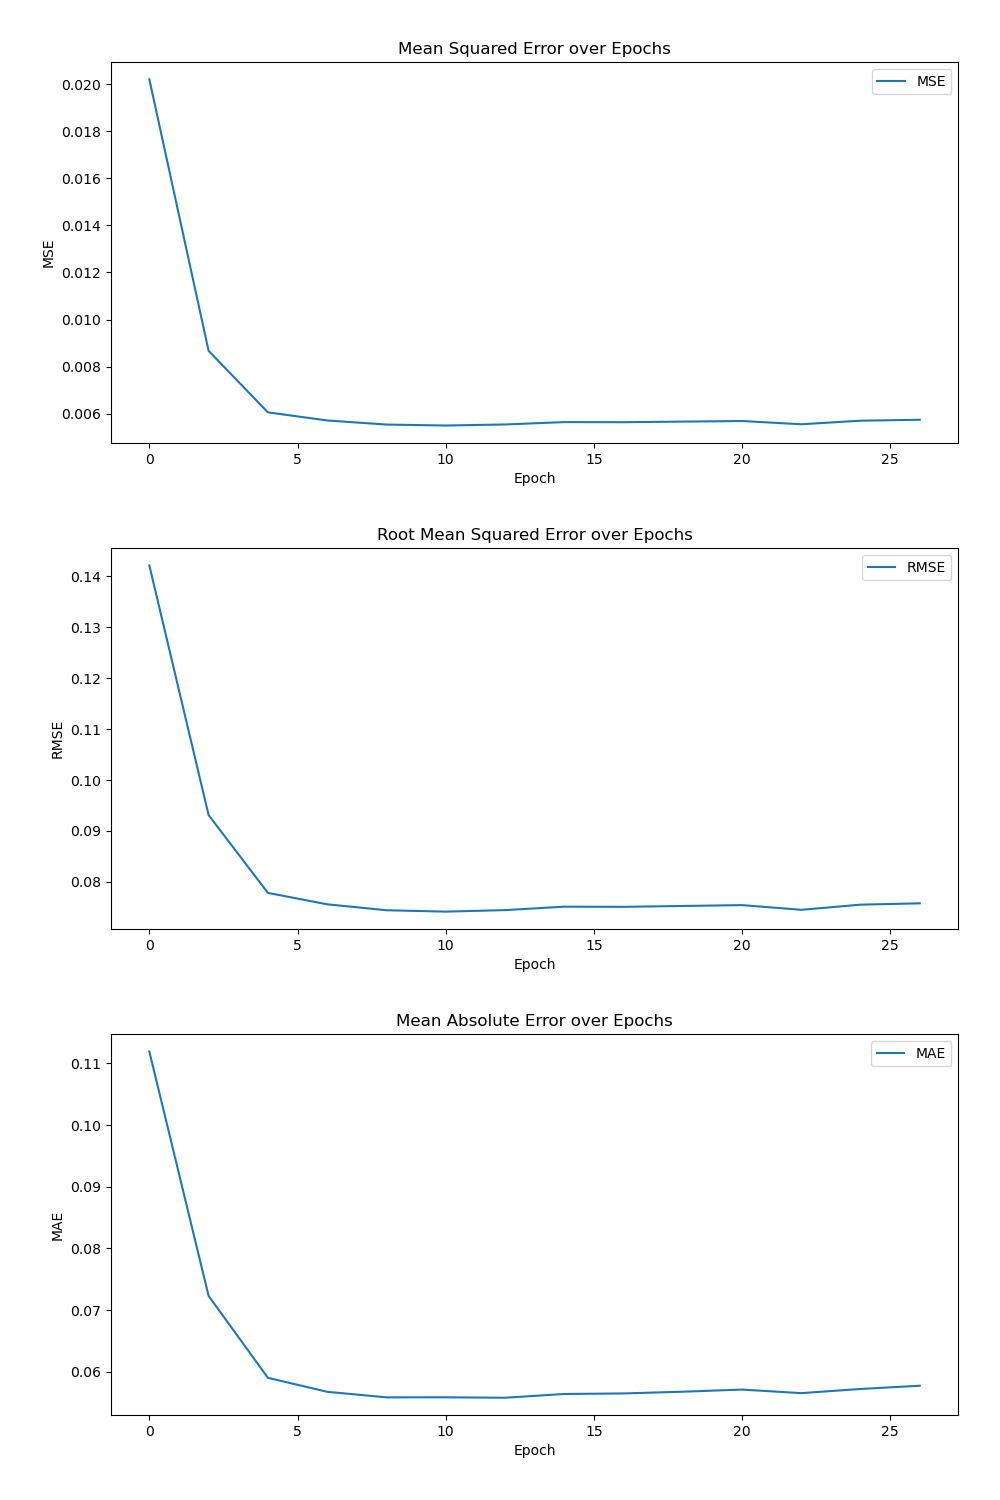 Mean Squared Error over Epochs
MSE
0.020
0.018
0.016
0.014
0.012
0.010
0.008
0.006
MSE
0 5 10 15 20 25
Epoch
Root Mean Squared Error over Epochs
RMSE
0.14
0.13
0.12
0.11
0.10
0.09
0.08
RMSE
0 5 10 15 20 25
Epoch
Mean Absolute Error over Epochs
MAE
0.11
0.10
0.09
0.08
0.07
0.06
MAE
0 5 10 15 20 25
Epoch